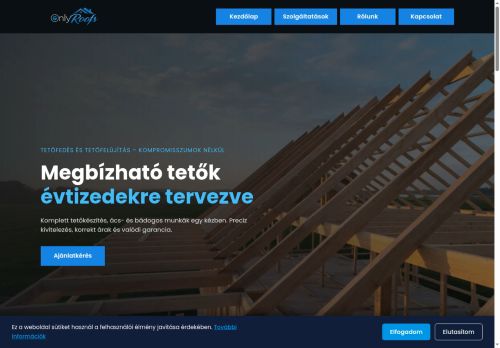 OnlyRoofs
Kezdőlap
Szolgáltatások
Rólunk
Kapcsolat
TETŐFEDÉS ÉS TETŐFELÚJÍTÁS – KOMPROMISSZUMOK NÉLKÜL
Megbízható tetők
évtizedekre tervezve
Komplett tetőkészítés, ács- és bádogos munkák egy kézben. Precíz
kivitelezés, korrekt árak és valódi garancia.
Ajánlatkérés
Ez a weboldal sütiket használ a felhasználói élmény javítása érdekében. További
információk
Elfogadom
Elutasítom